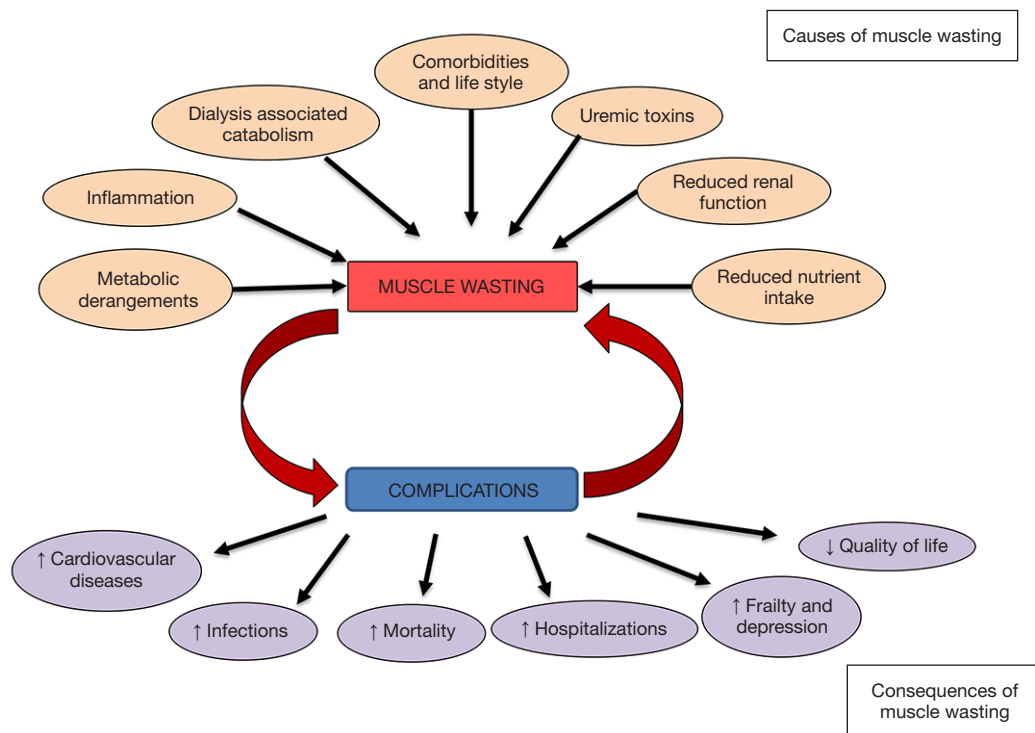 Causes of muscle wasting
Comorbidities
and life style
Dialysis associated
catabolism
Uremic toxins
Inflammation
Reduced renal
function
Metabolic
derangements
MUSCLE WASTING
Reduced nutrient
intake
COMPLICATIONS
↑ Cardiovascular
diseases
↓ Quality of life
↑ Infections
↑ Mortality
↑ Hospitalizations
↑ Frailty and
depression
Consequences of
muscle wasting